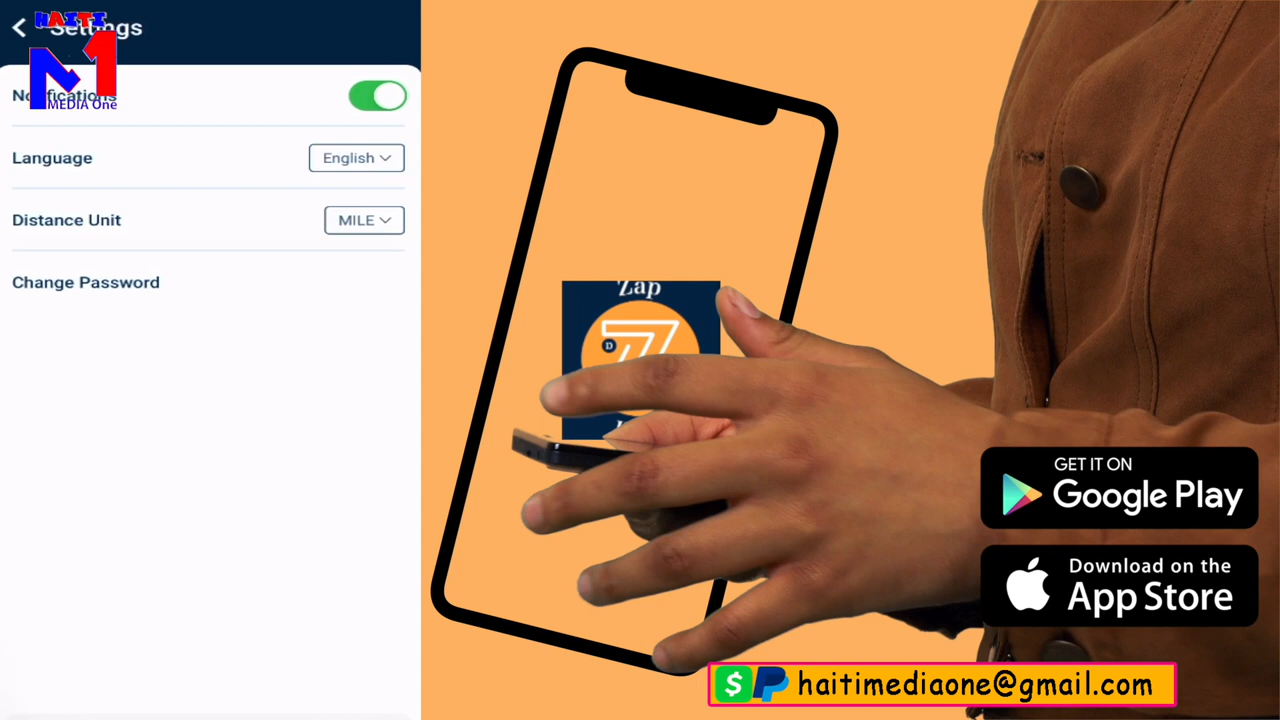 Settings
HAITI
M1
MEDIA One
Notifications
Language
English
Distance Unit
MILE
Change Password
Zap
D
GET IT ON
Google Play
Download on the
App Store
$ haitimediaone@gmail.com